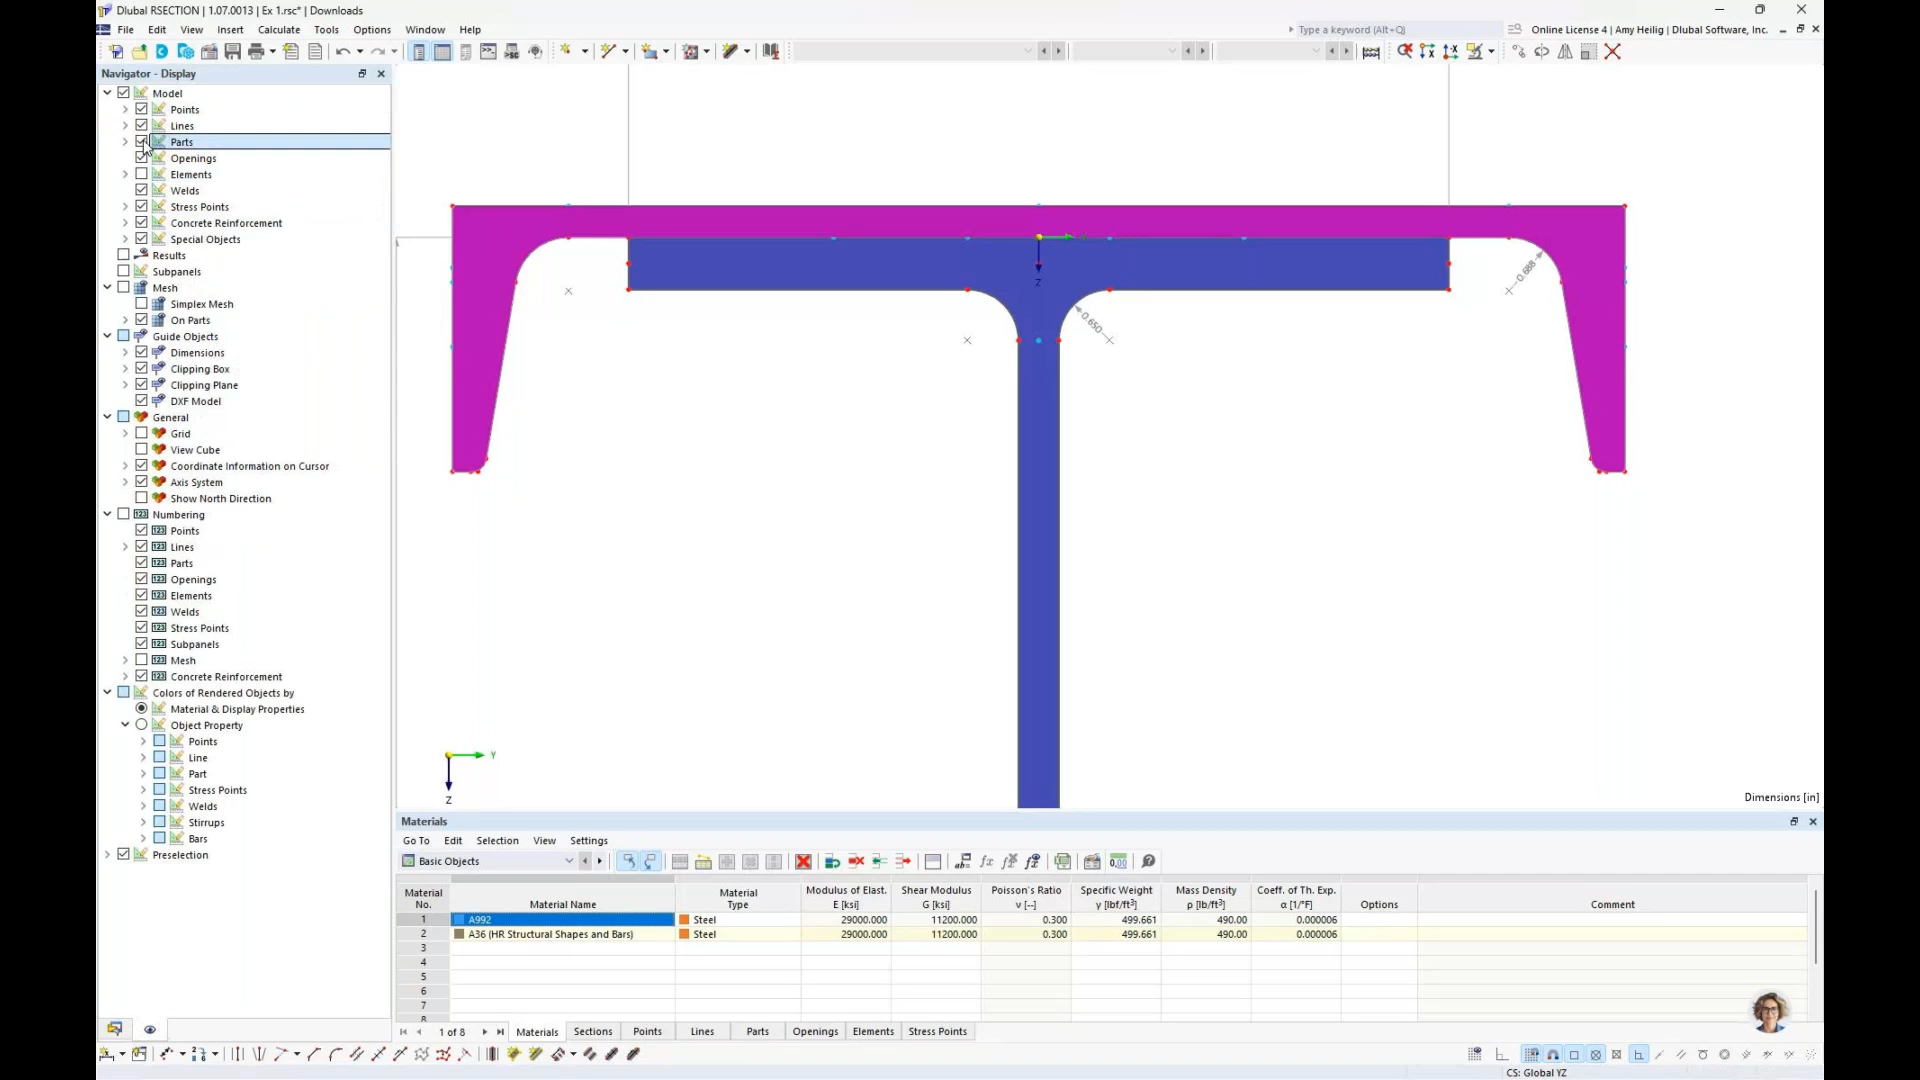 Dlubal RSECTION | 1.07.0013 | Ex 1.rsc* | Downloads
File Edit View Insert Calculate Tools Options Window Help
Type a keyword (Alt+Q)
Online License 4 | Amy Heilig | Dlubal Software, Inc.
Navigator - Display
Model
Points
Lines
Parts
Openings
Elements
Welds
Stress Points
Concrete Reinforcement
Special Objects
Results
Subpanels
Mesh
Simplex Mesh
On Parts
Guide Objects
Dimensions
Clipping Box
Clipping Plane
DXF Model
General
Grid
View Cube
Coordinate Information on Cursor
Axis System
Show North Direction
Numbering
Points
Lines
Parts
Openings
Elements
Welds
Stress Points
Subpanels
Mesh
Concrete Reinforcement
Colors of Rendered Objects by
Material & Display Properties
Object Property
Points
Line
Part
Stress Points
Welds
Stirrups
Bars
Preselection
Z
0.688
0.650
Y
Z
Dimensions [in]
Materials
Go To Edit Selection View Settings
Basic Objects
Material No. Material Name Material Type Modulus of Elast. E [ksi] Shear Modulus G [ksi] Poisson's Ratio ν [--] Specific Weight γ [lbf/ft³] Mass Density ρ [lb/ft³] Coeff. of Th. Exp. α [1/°F] Options Comment
1 A992 Steel 29000.000 11200.000 0.300 499.661 490.00 0.000006
2 A36 (HR Structural Shapes and Bars) Steel 29000.000 11200.000 0.300 499.661 490.00 0.000006
3
4
5
6
7
8
1 of 8 Materials Sections Points Lines Parts Openings Elements Stress Points
CS: Global YZ